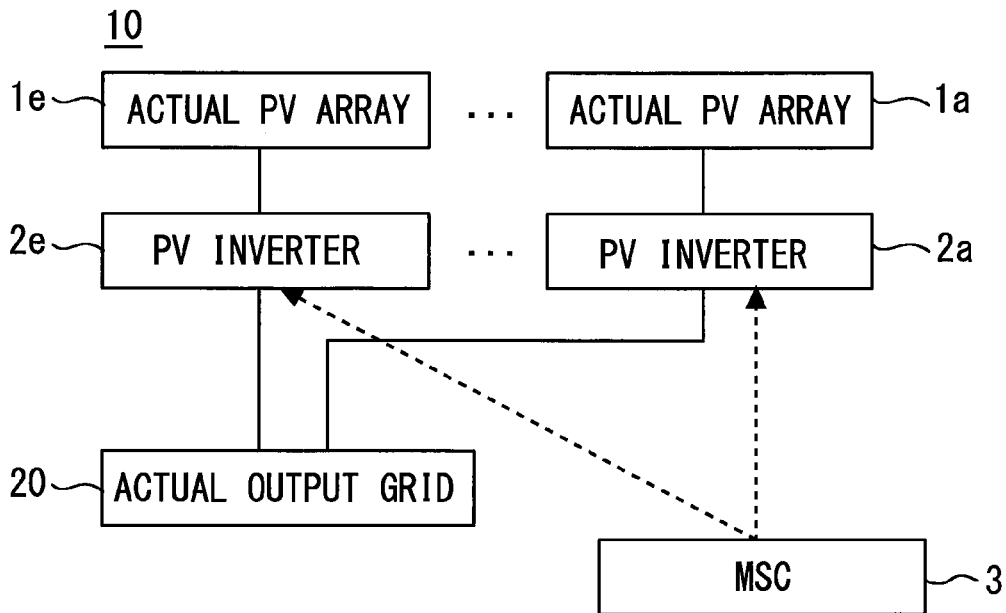 10
1e ACTUAL PV ARRAY ... ACTUAL PV ARRAY 1a
2e PV INVERTER ... PV INVERTER 2a
20 ACTUAL OUTPUT GRID
MSC 3